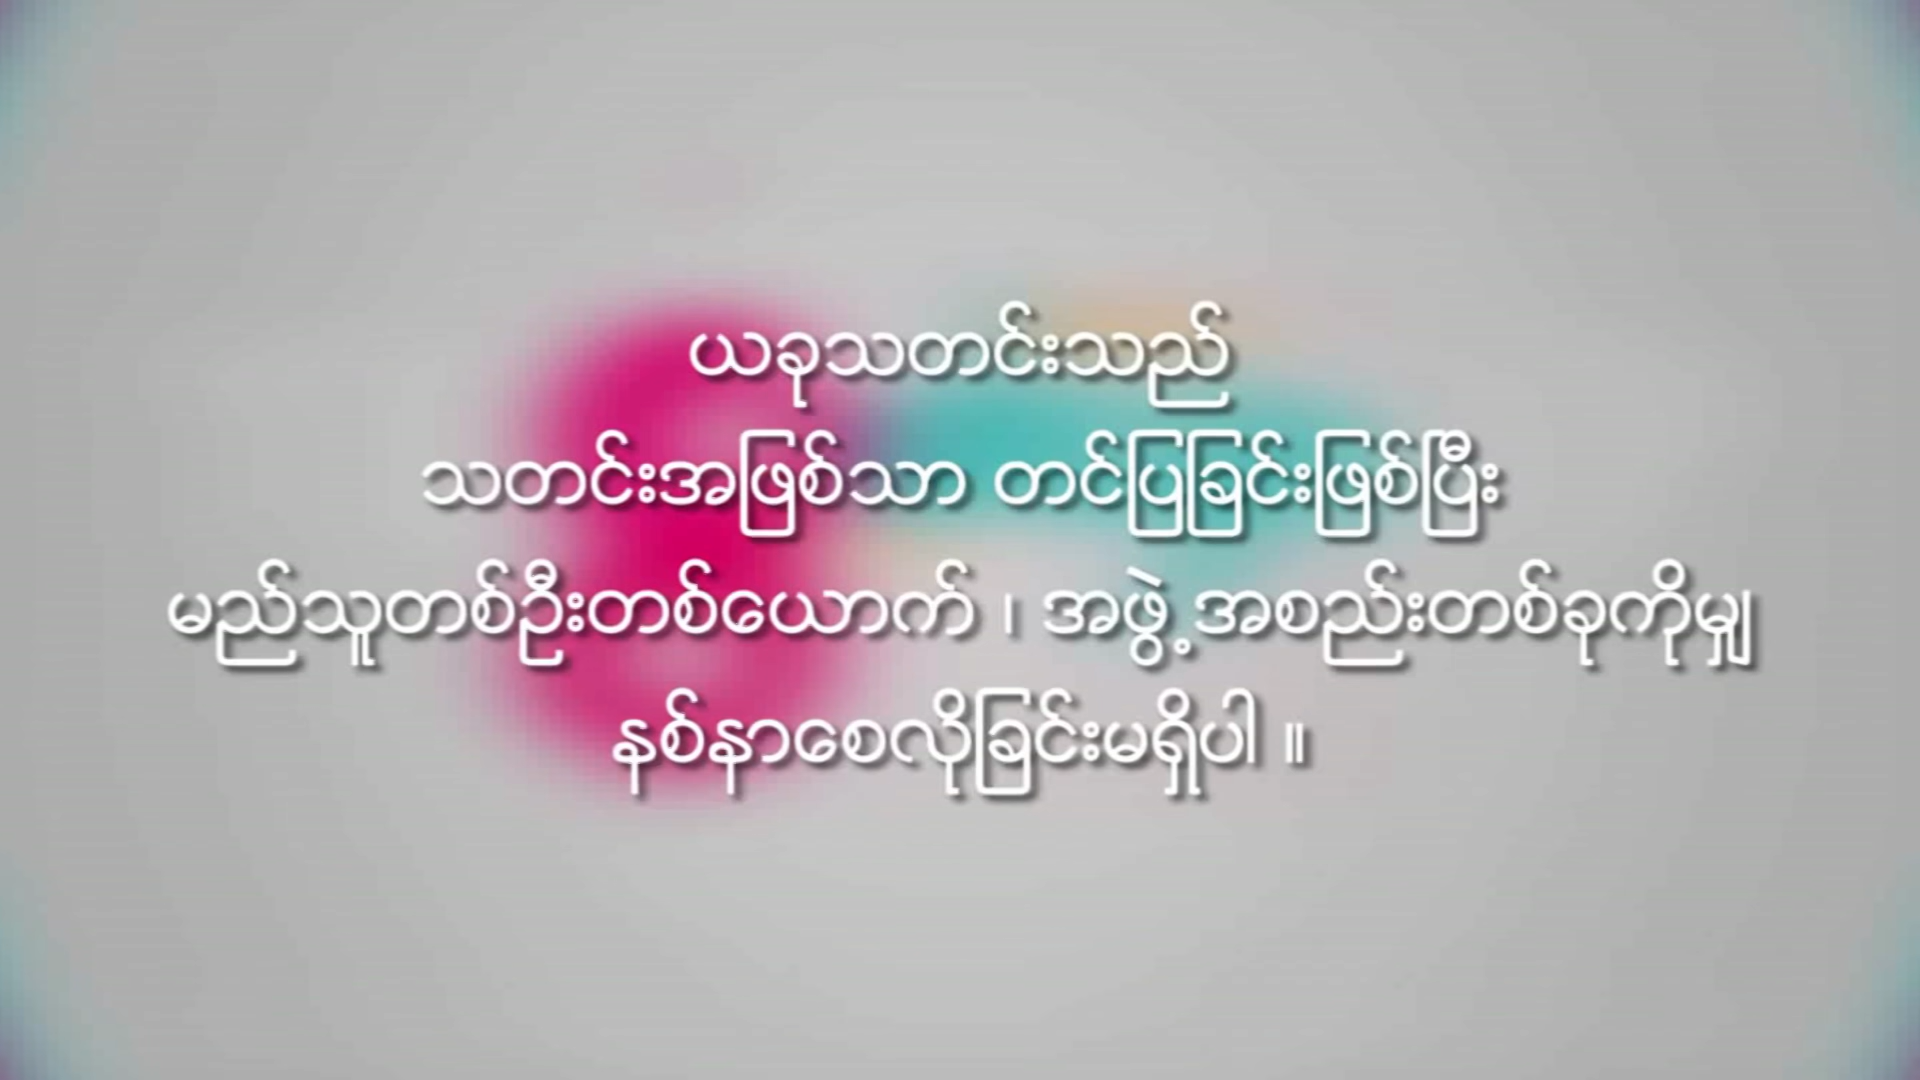 ယခုသတင်းသည်
သတင်းအဖြစ်သာ တင်ပြခြင်းဖြစ်ပြီး
မည်သူတစ်ဦးတစ်ယောက် ၊ အဖွဲ့အစည်းတစ်ခုကိုမျှ
နစ်နာစေလိုခြင်းမရှိပါ ။